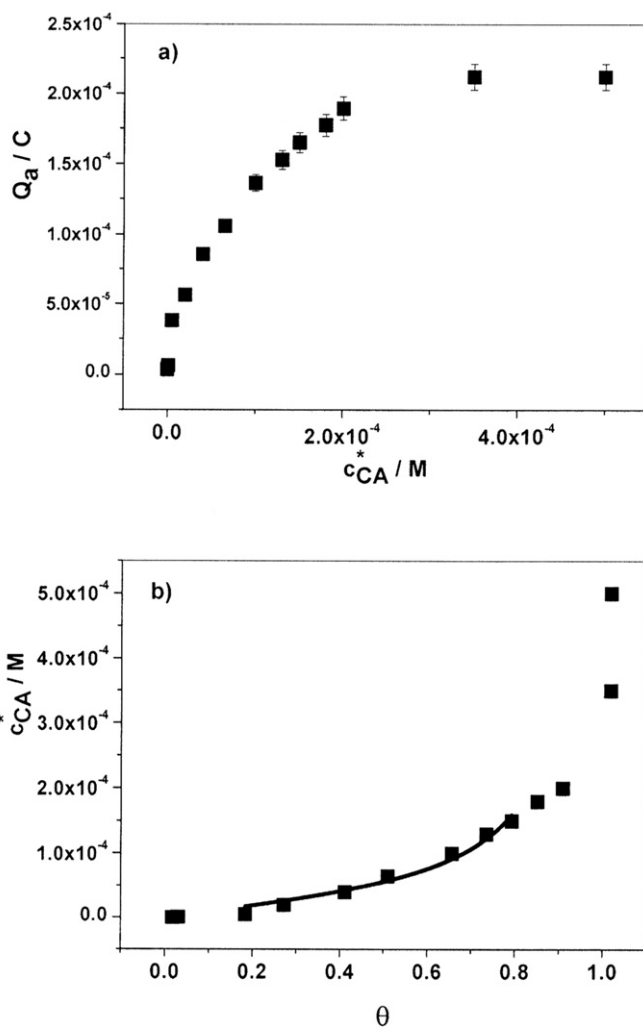 a)
Qa / C
2.5x10⁻⁴
2.0x10⁻⁴
1.5x10⁻⁴
1.0x10⁻⁴
5.0x10⁻⁵
0.0
0.0 2.0x10⁻⁴ 4.0x10⁻⁴
c*CA / M
b)
c*CA / M
5.0x10⁻⁴
4.0x10⁻⁴
3.0x10⁻⁴
2.0x10⁻⁴
1.0x10⁻⁴
0.0
0.0 0.2 0.4 0.6 0.8 1.0
θ